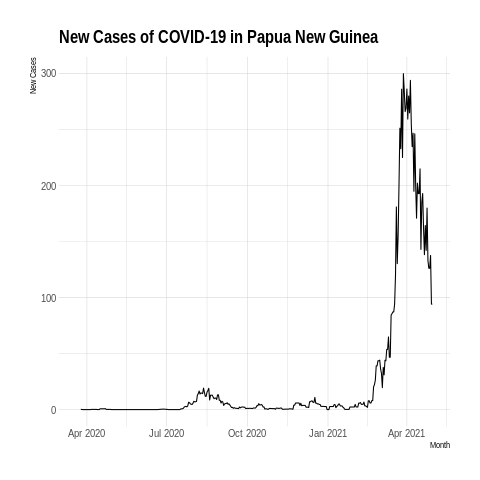 New Cases of COVID-19 in Papua New Guinea
New Cases
300
200
100
0
Apr 2020 Jul 2020 Oct 2020 Jan 2021 Apr 2021
Month